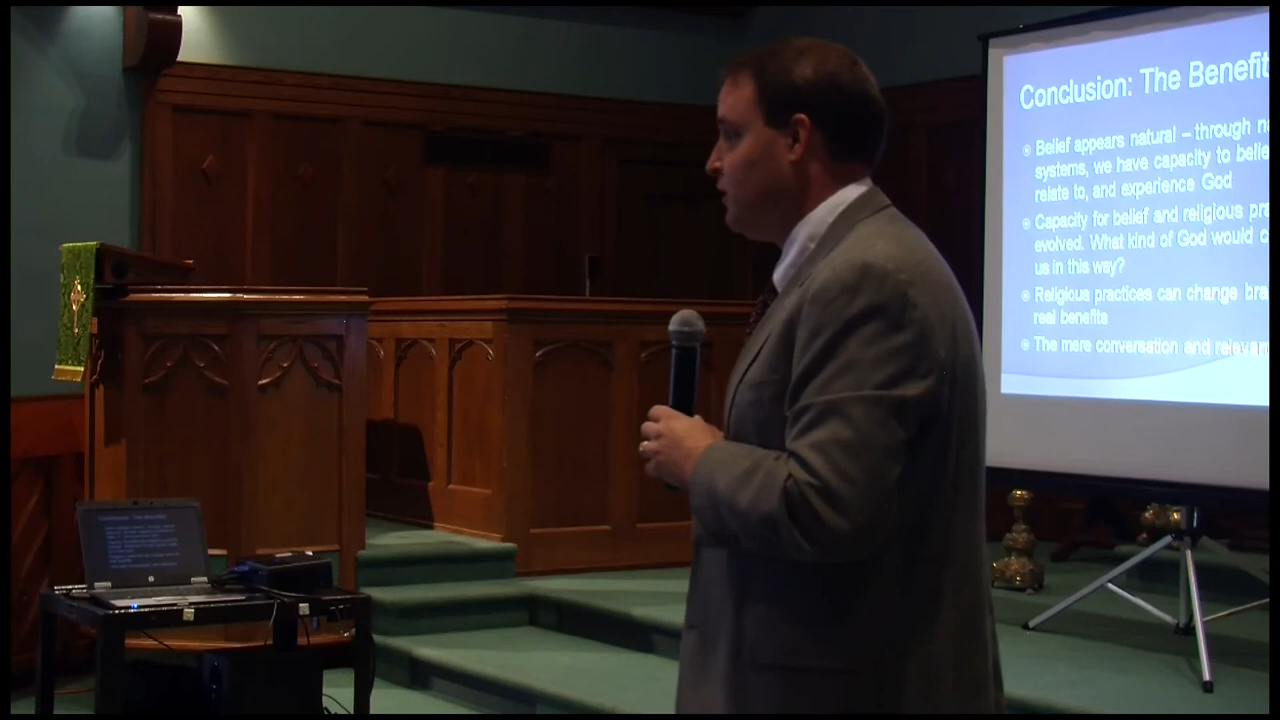 Conclusion: The Benefit
Belief appears natural – through
systems, we have capacity to belie
relate to, and experience God
Capacity for belief and religious pra
evolved. What kind of God would c
us in this way?
Religious practices can change bra
real benefits
The mere conversation and relevan